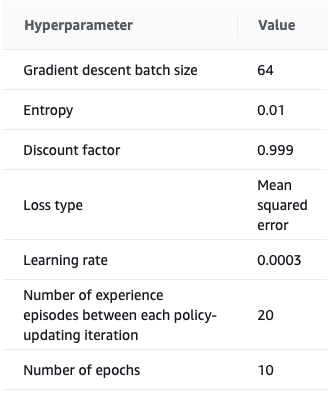 Hyperparameter Value
Gradient descent batch size 64
Entropy 0.01
Discount factor 0.999
Loss type Mean
squared
error
Learning rate 0.0003
Number of experience
episodes between each policy- 20
updating iteration
Number of epochs 10